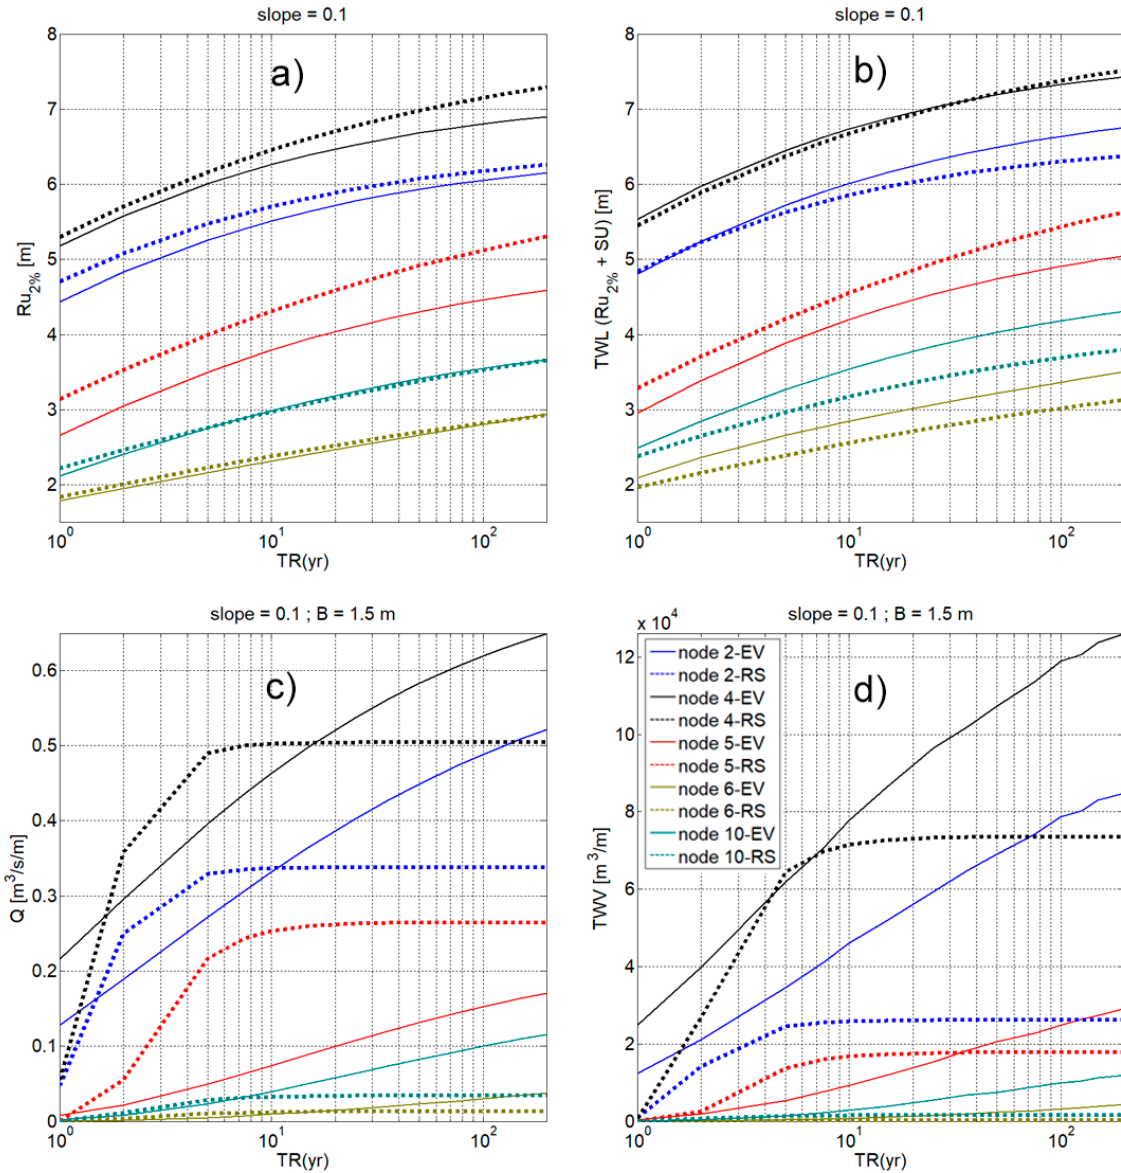 slope = 0.1
a)
8
7
6
5
4
3
2
Ru2% [m]
10^0
10^1
10^2
TR(yr)
slope = 0.1
b)
8
7
6
5
4
3
2
TWL (Ru2% + SU) [m]
10^0
10^1
10^2
TR(yr)
slope = 0.1 ; B = 1.5 m
c)
0.6
0.5
0.4
0.3
0.2
0.1
0
Q [m^3/s/m]
10^0
10^1
10^2
TR(yr)
slope = 0.1 ; B = 1.5 m
x 10^4
d)
12
10
8
6
4
2
0
TWV [m^3/m]
node 2-EV
node 2-RS
node 4-EV
node 4-RS
node 5-EV
node 5-RS
node 6-EV
node 6-RS
node 10-EV
node 10-RS
10^0
10^1
10^2
TR(yr)